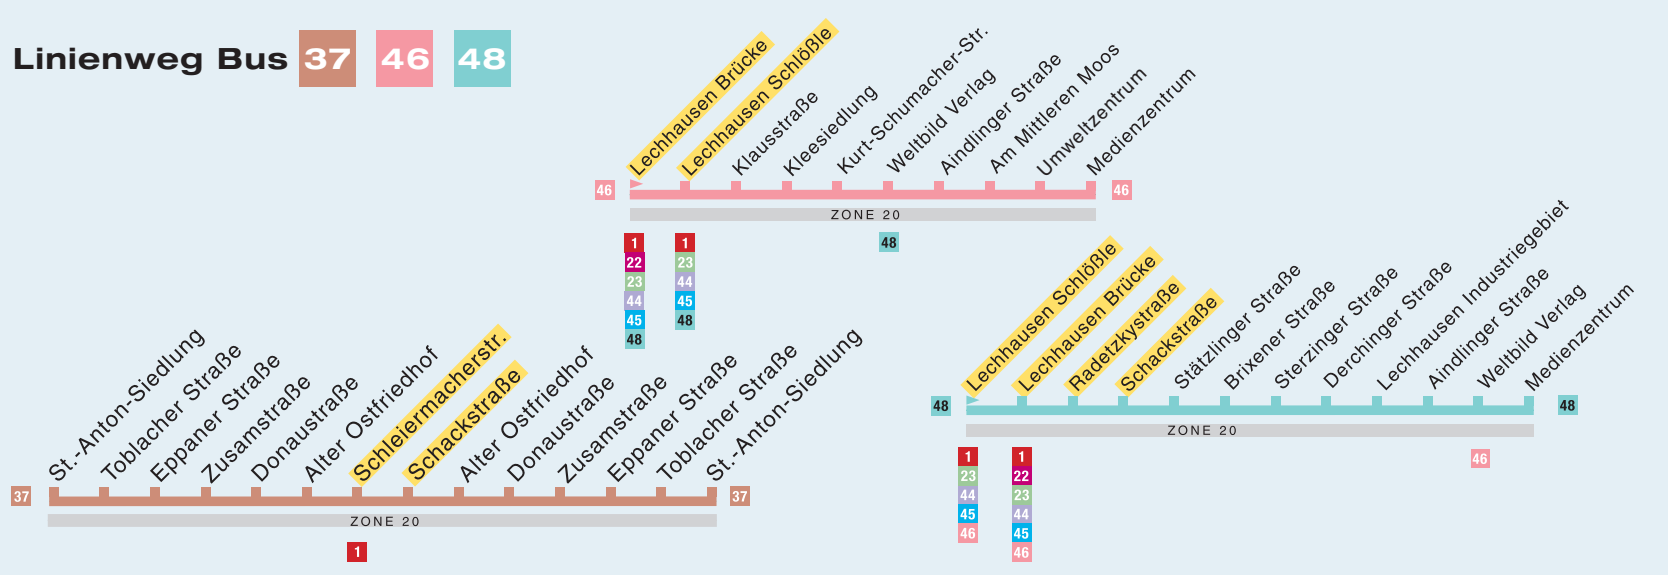 Linienweg Bus 37 46 48
Lechhausen Brücke
Lechhausen Schlößle
Klausstraße
Kleesiedlung
Kurt-Schumacher-Str.
Weltbild Verlag
Aindlinger Straße
Am Mittleren Moos
Umweltzentrum
Medienzentrum
46
46
ZONE 20
1
22
23
44
45
48
1
23
44
45
48
48
St.-Anton-Siedlung
Toblacher Straße
Eppaner Straße
Zusamstraße
Donaustraße
Alter Ostfriedhof
Schleiermacherstr.
Schackstraße
Alter Ostfriedhof
Donaustraße
Zusamstraße
Eppaner Straße
Toblacher Straße
St.-Anton-Siedlung
37
37
ZONE 20
1
Lechhausen Schlößle
Lechhausen Brücke
Radetzkystraße
Schackstraße
Stätzlinger Straße
Brixener Straße
Sterzinger Straße
Derchinger Straße
Lechhausen Industriegebiet
Aindlinger Straße
Weltbild Verlag
Medienzentrum
48
48
ZONE 20
1
23
44
45
46
1
22
23
44
45
46
46